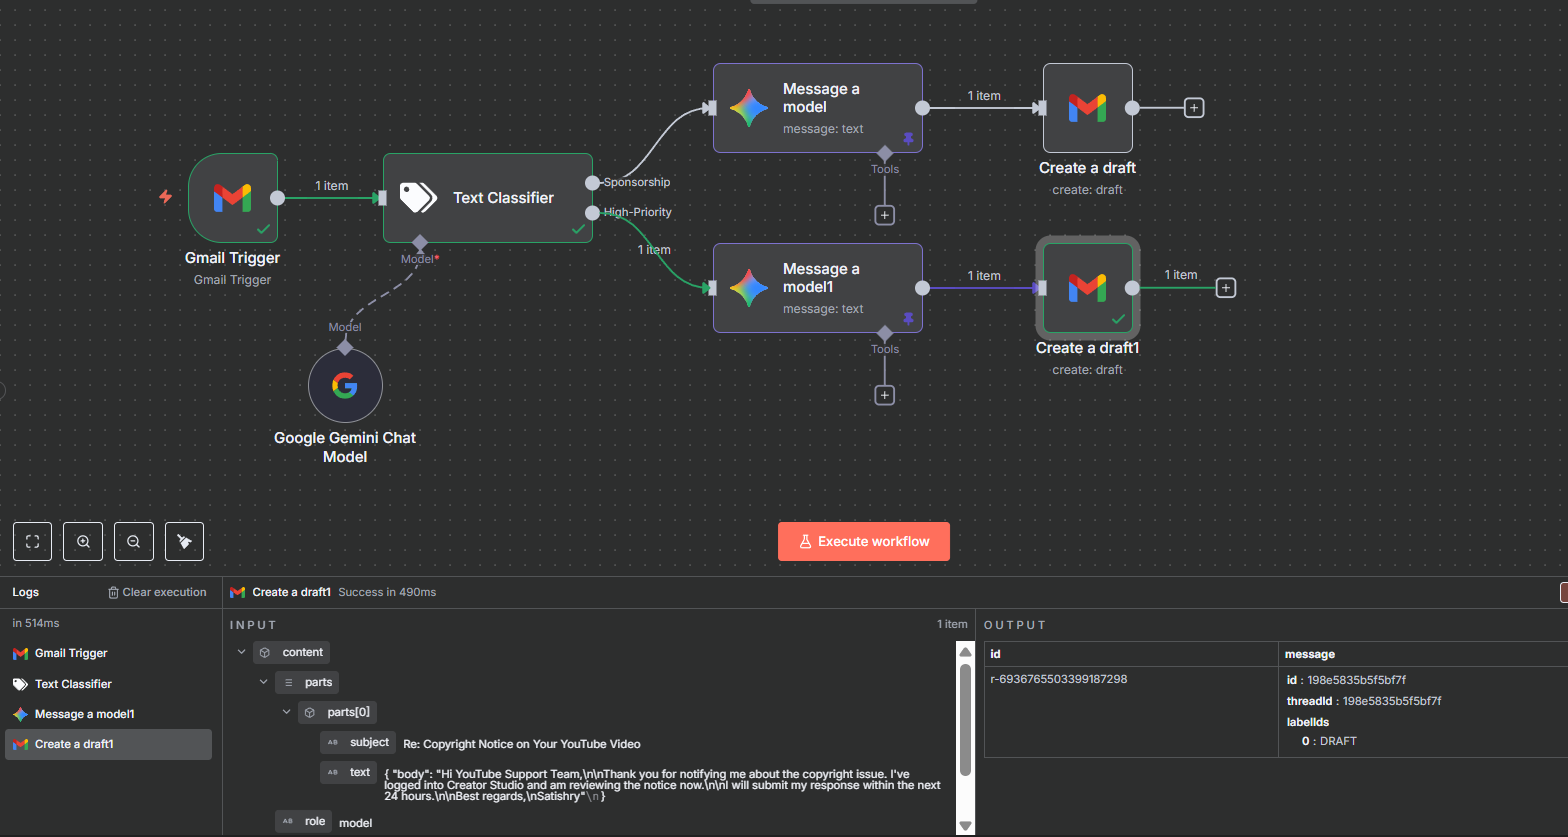 Message a
model
message: text
1 item
Tools
Create a draft
create: draft
1 item
Text Classifier
Sponsorship
High-Priority
1 item
Gmail Trigger
Gmail Trigger
Model*
Model
Google Gemini Chat
Model
Message a
model1
message: text
1 item
1 item
Tools
Create a draft1
create: draft
Execute workflow
Logs
Clear execution
in 514ms
Gmail Trigger
Text Classifier
Message a model1
Create a draft1
Create a draft1 Success in 490ms
INPUT
1 item
content
parts
parts[0]
AB subject Re: Copyright Notice on Your YouTube Video
AB text { "body": "Hi YouTube Support Team,\n\nThank you for notifying me about the copyright issue. I've
logged into Creator Studio and am reviewing the notice now.\n\nI will submit my response within the next
24 hours.\n\nBest regards,\nSatishry"\n }
AB role model
OUTPUT
id
message
r-6936765503399187298
id : 198e5835b5f5bf7f
threadId : 198e5835b5f5bf7f
labelIds
0 : DRAFT